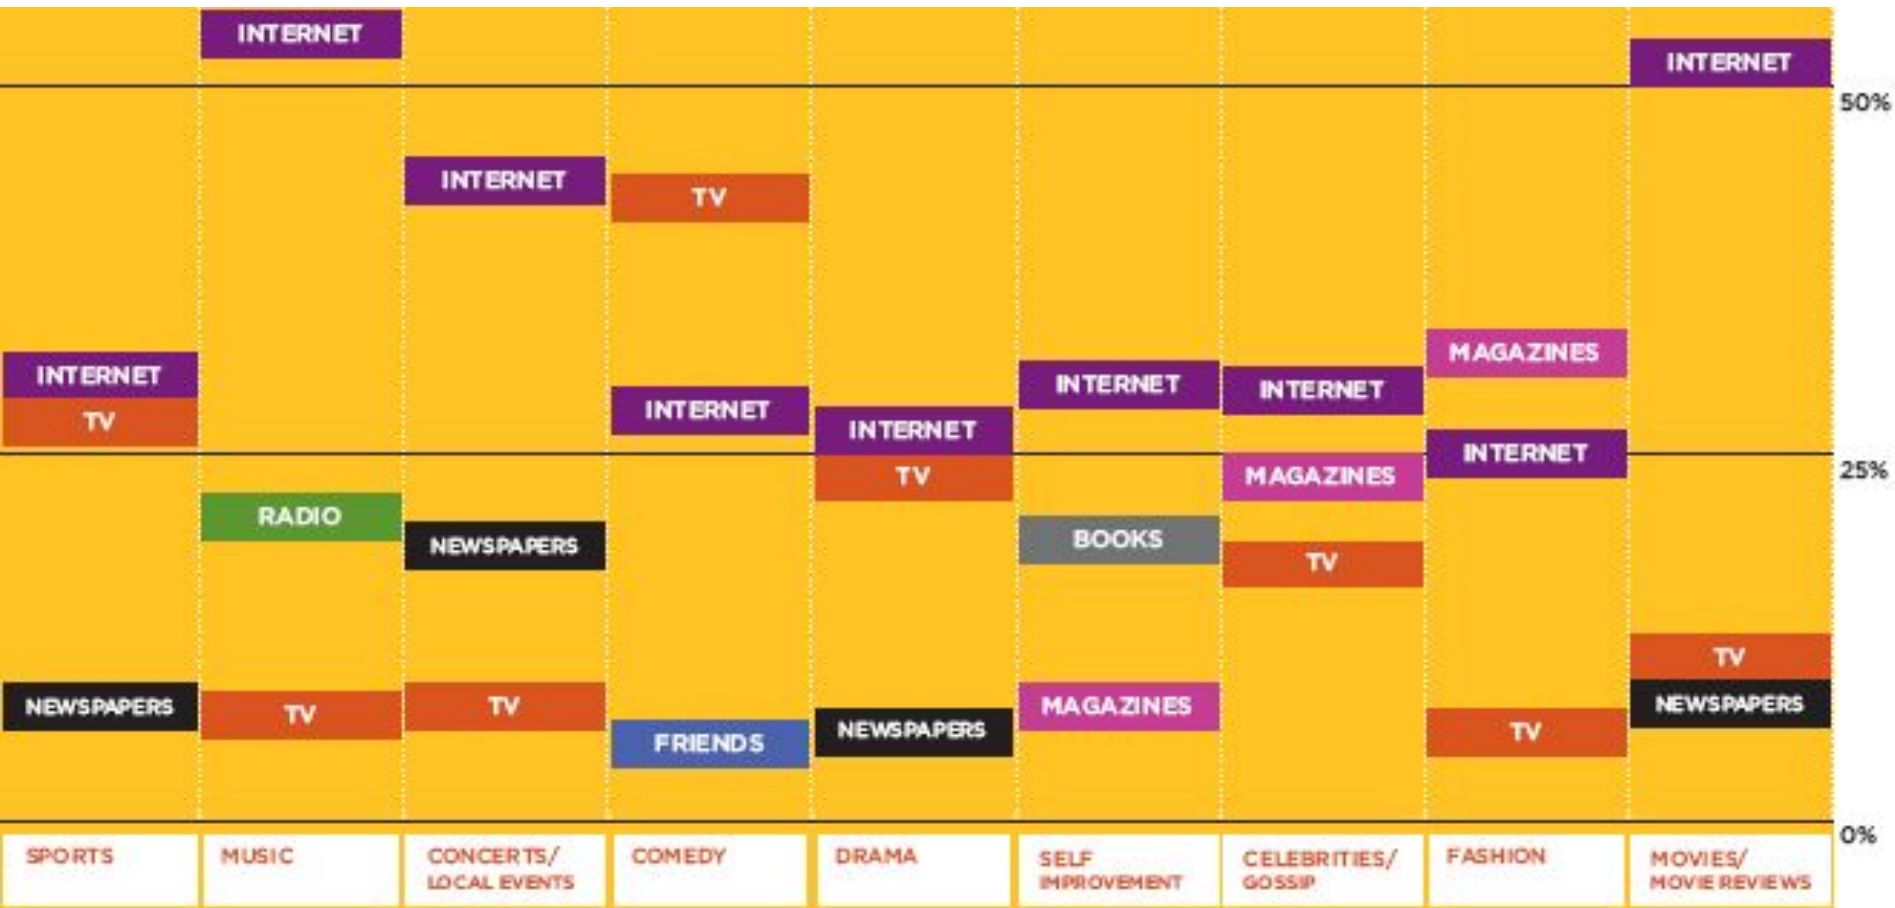 INTERNET
INTERNET
50%
INTERNET
TV
MAGAZINES
INTERNET
INTERNET
INTERNET
INTERNET
TV
INTERNET
INTERNET
25%
TV
MAGAZINES
RADIO
BOOKS
NEWSPAPERS
TV
TV
NEWSPAPERS
TV
TV
MAGAZINES
NEWSPAPERS
FRIENDS
NEWSPAPERS
TV
0%
SPORTS
MUSIC
CONCERTS/
LOCAL EVENTS
COMEDY
DRAMA
SELF
IMPROVEMENT
CELEBRITIES/
GOSSIP
FASHION
MOVIES/
MOVIE REVIEWS